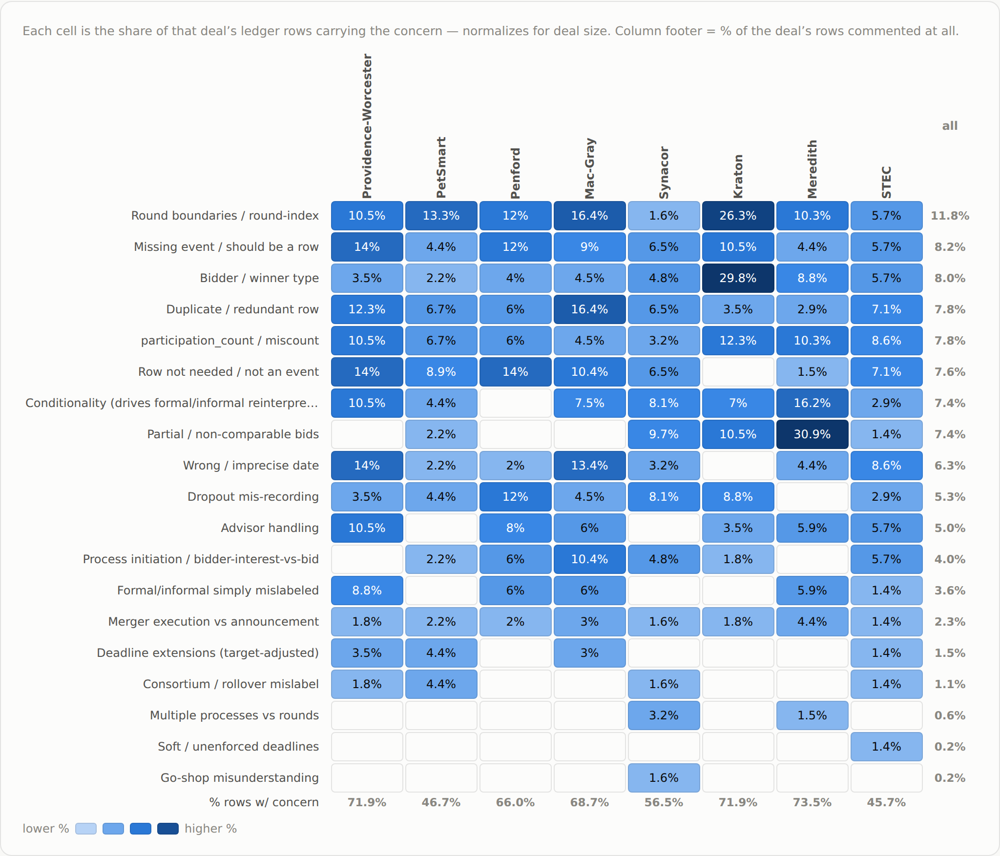 Each cell is the share of that deal’s ledger rows carrying the concern — normalizes for deal size. Column footer = % of the deal’s rows commented at all.
Providence-Worcester PetSmart Penford Mac-Gray Synacor Kraton Meredith STEC all
Round boundaries / round-index 10.5% 13.3% 12% 16.4% 1.6% 26.3% 10.3% 5.7% 11.8%
Missing event / should be a row 14% 4.4% 12% 9% 6.5% 10.5% 4.4% 5.7% 8.2%
Bidder / winner type 3.5% 2.2% 4% 4.5% 4.8% 29.8% 8.8% 5.7% 8.0%
Duplicate / redundant row 12.3% 6.7% 6% 16.4% 6.5% 3.5% 2.9% 7.1% 7.8%
participation_count / miscount 10.5% 6.7% 6% 4.5% 3.2% 12.3% 10.3% 8.6% 7.8%
Row not needed / not an event 14% 8.9% 14% 10.4% 6.5% 1.5% 7.1% 7.6%
Conditionality (drives formal/informal reinterpre… 10.5% 4.4% 7.5% 8.1% 7% 16.2% 2.9% 7.4%
Partial / non-comparable bids 2.2% 9.7% 10.5% 30.9% 1.4% 7.4%
Wrong / imprecise date 14% 2.2% 2% 13.4% 3.2% 4.4% 8.6% 6.3%
Dropout mis-recording 3.5% 4.4% 12% 4.5% 8.1% 8.8% 2.9% 5.3%
Advisor handling 10.5% 8% 6% 3.5% 5.9% 5.7% 5.0%
Process initiation / bidder-interest-vs-bid 2.2% 6% 10.4% 4.8% 1.8% 5.7% 4.0%
Formal/informal simply mislabeled 8.8% 6% 6% 5.9% 1.4% 3.6%
Merger execution vs announcement 1.8% 2.2% 2% 3% 1.6% 1.8% 4.4% 1.4% 2.3%
Deadline extensions (target-adjusted) 3.5% 4.4% 3% 1.4% 1.5%
Consortium / rollover mislabel 1.8% 4.4% 1.6% 1.4% 1.1%
Multiple processes vs rounds 3.2% 1.5% 0.6%
Soft / unenforced deadlines 1.4% 0.2%
Go-shop misunderstanding 1.6% 0.2%
% rows w/ concern 71.9% 46.7% 66.0% 68.7% 56.5% 71.9% 73.5% 45.7%
lower % higher %